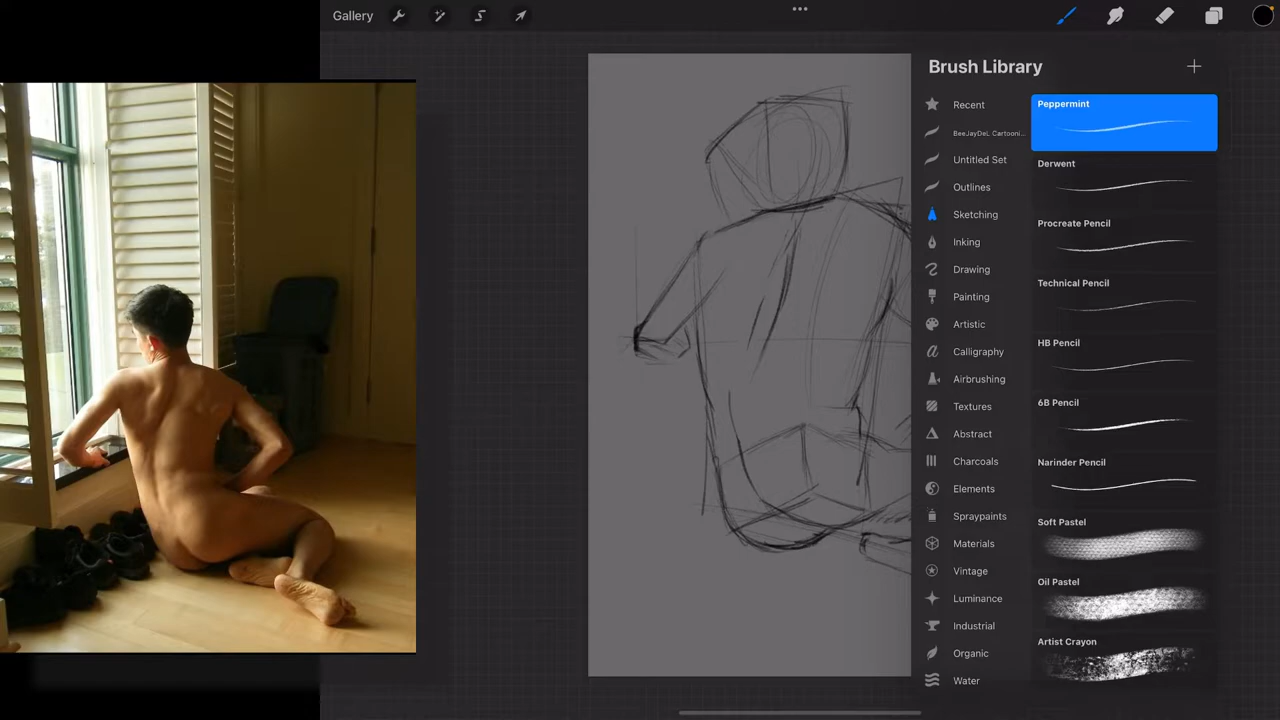 Gallery
Brush Library
Recent
BeeJayDeL Cartooni...
Untitled Set
Outlines
Sketching
Inking
Drawing
Painting
Artistic
Calligraphy
Airbrushing
Textures
Abstract
Charcoals
Elements
Spraypaints
Materials
Vintage
Luminance
Industrial
Organic
Water
Peppermint
Derwent
Procreate Pencil
Technical Pencil
HB Pencil
6B Pencil
Narinder Pencil
Soft Pastel
Oil Pastel
Artist Crayon